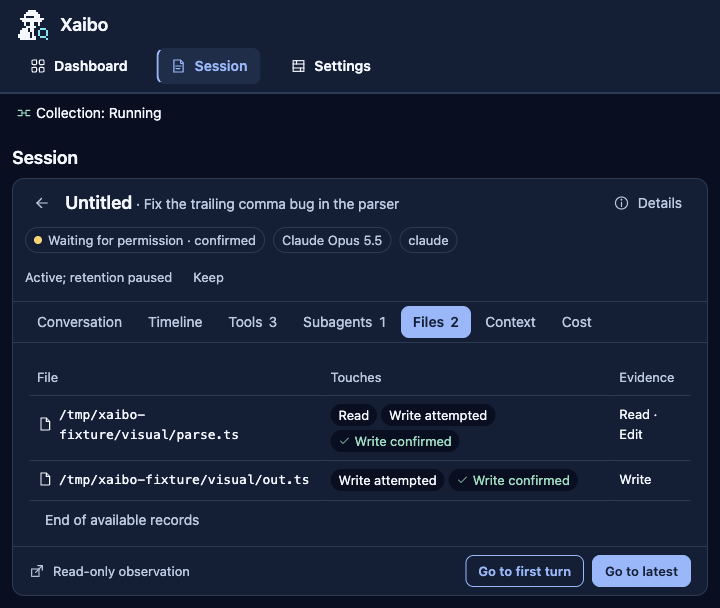 Xaibo
Dashboard Session Settings
Collection: Running
Session
Untitled · Fix the trailing comma bug in the parser Details
Waiting for permission · confirmed Claude Opus 5.5 claude
Active; retention paused Keep
Conversation Timeline Tools 3 Subagents 1 Files 2 Context Cost
File Touches Evidence
/tmp/xaibo- Read Write attempted Read ·
fixture/visual/parse.ts Write confirmed Edit
/tmp/xaibo-fixture/visual/out.ts Write attempted Write confirmed Write
End of available records
Read-only observation Go to first turn Go to latest